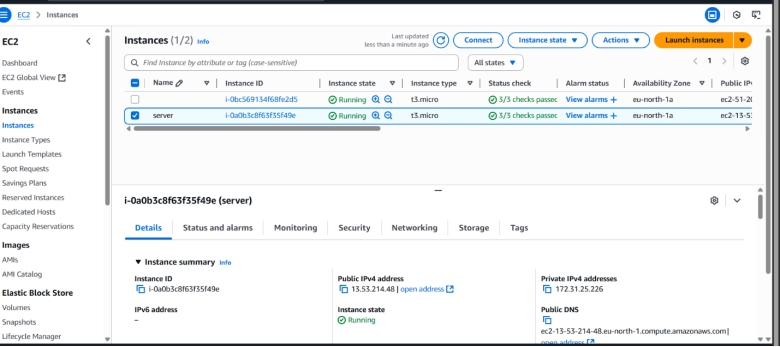 EC2 > Instances
EC2
Dashboard
EC2 Global View
Events
Instances
Instances
Instance Types
Launch Templates
Spot Requests
Savings Plans
Reserved Instances
Dedicated Hosts
Capacity Reservations
Images
AMIs
AMI Catalog
Elastic Block Store
Volumes
Snapshots
Lifecycle Manager
Instances (1/2) Info
Last updated
less than a minute ago
Connect
Instance state
Actions
Launch instances
Find Instance by attribute or tag (case-sensitive)
All states
1
Name Instance ID Instance state Instance type Status check Alarm status Availability Zone Public IPv
i-0bc569134f68fe2d5 Running t3.micro 3/3 checks passec View alarms + eu-north-1a ec2-51-20
server i-0a0b3c8f63f35f49e Running t3.micro 3/3 checks passec View alarms + eu-north-1a ec2-13-53
i-0a0b3c8f63f35f49e (server)
Details Status and alarms Monitoring Security Networking Storage Tags
Instance summary Info
Instance ID
i-0a0b3c8f63f35f49e
IPv6 address
–
Public IPv4 address
13.53.214.48 | open address
Instance state
Running
Private IPv4 addresses
172.31.25.226
Public DNS
ec2-13-53-214-48.eu-north-1.compute.amazonaws.com |
open address